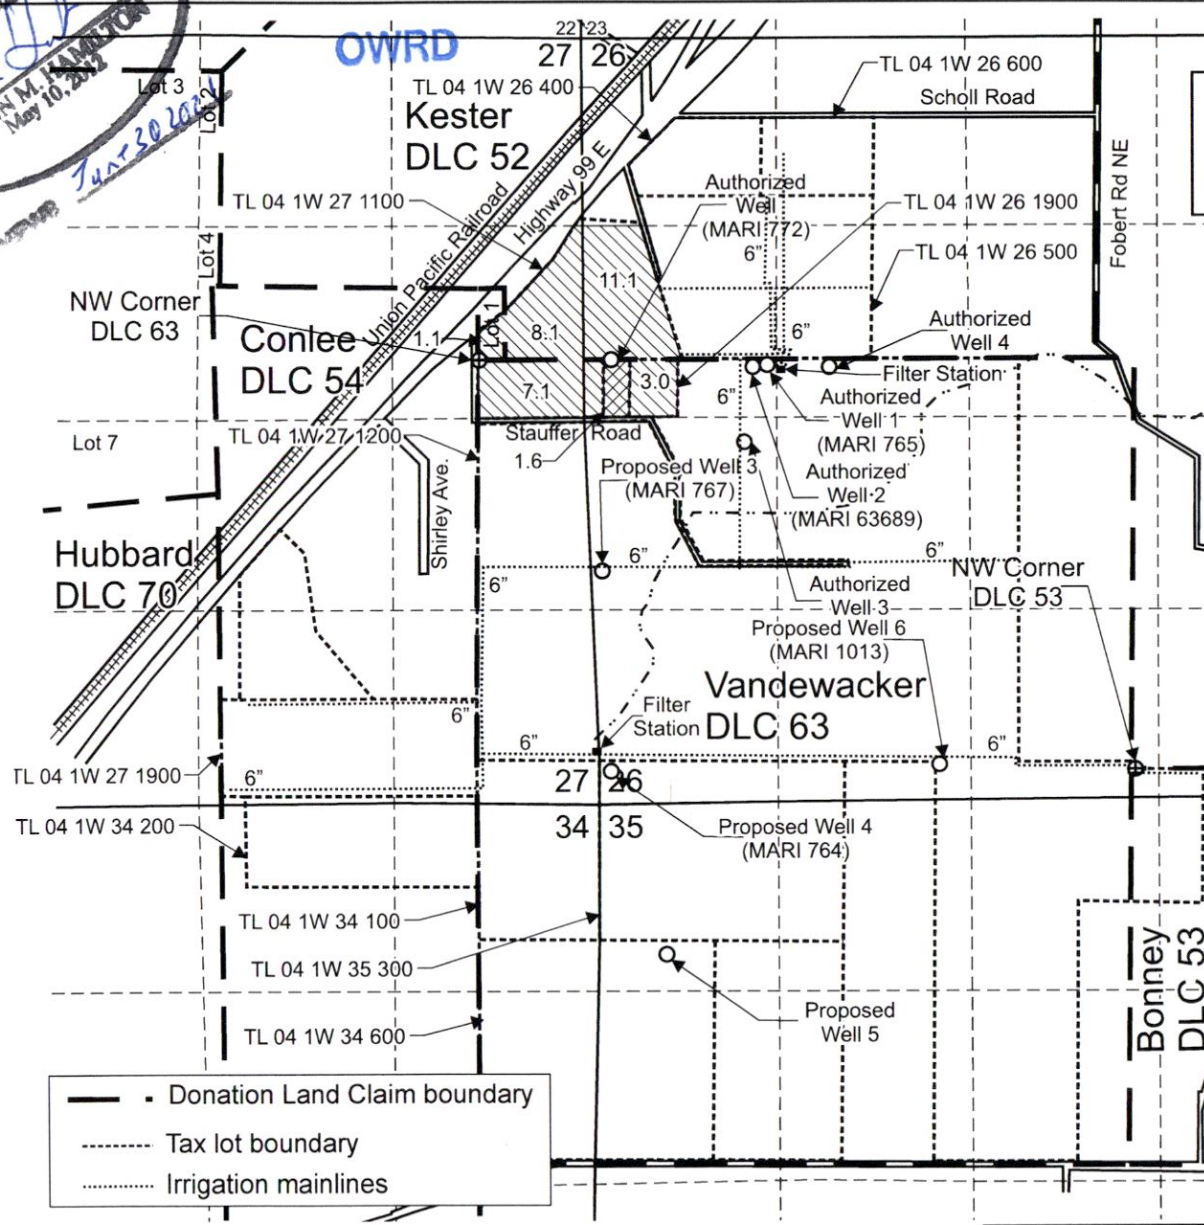 N M. HAMILTON
May 10, 2012
June 30 2021
OWRD
22 23
27 26
TL 04 1W 26 600
Scholl Road
TL 04 1W 26 400
Kester
DLC 52
Lot 3
Lot 2
Lot 4
Fobert Rd NE
TL 04 1W 27 1100
Highway 99 E
Union Pacific Railroad
Authorized
Well
(MARI 772)
6”
TL 04 1W 26 1900
TL 04 1W 26 500
NW Corner
DLC 63
Conlee
DLC 54
1.1
Lot 1
8.1
11.1
6”
Authorized
Well 4
7.1
3.0
6”
Filter Station
Authorized
Well 1
(MARI 765)
Lot 7
TL 04 1W 27 1200
Stauffer Road
1.6
Shirley Ave.
Proposed Well 3
(MARI 767)
Authorized
Well 2
(MARI 63689)
Hubbard
DLC 70
6”
6”
6”
Authorized
Well 3
NW Corner
DLC 53
Proposed Well 6
(MARI 1013)
Vandewacker
DLC 63
Filter
Station
6”
6”
6”
6”
TL 04 1W 27 1900
27 26
34 35
TL 04 1W 34 200
Proposed Well 4
(MARI 764)
TL 04 1W 34 100
TL 04 1W 35 300
TL 04 1W 34 600
Proposed
Well 5
Bonney
DLC 53
Donation Land Claim boundary
Tax lot boundary
Irrigation mainlines